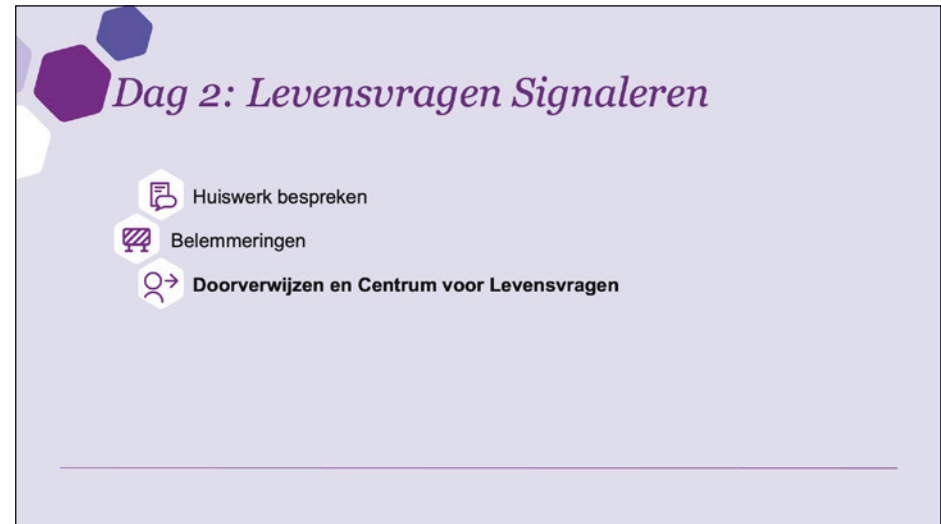 Dag 2: Levensvragen Signaleren
Huiswerk bespreken
Belemmeringen
Doorverwijzen en Centrum voor Levensvragen